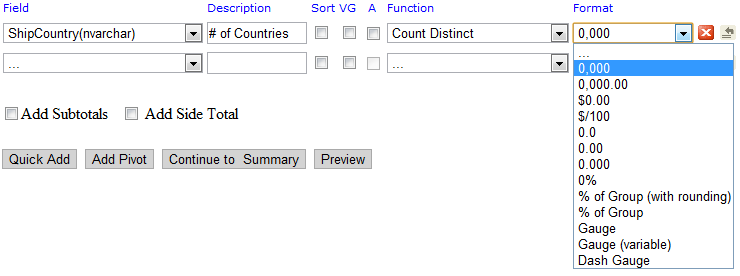 Field Description Sort VG A Function Format
ShipCountry(nvarchar) # of Countries Count Distinct 0,000
... ... ...
0,000
0,000.00
$0.00
$/100
0.0
0.00
0,000
0%
% of Group (with rounding)
% of Group
Gauge
Gauge (variable)
Dash Gauge
Add Subtotals Add Side Total
Quick Add Add Pivot Continue to Summary Preview